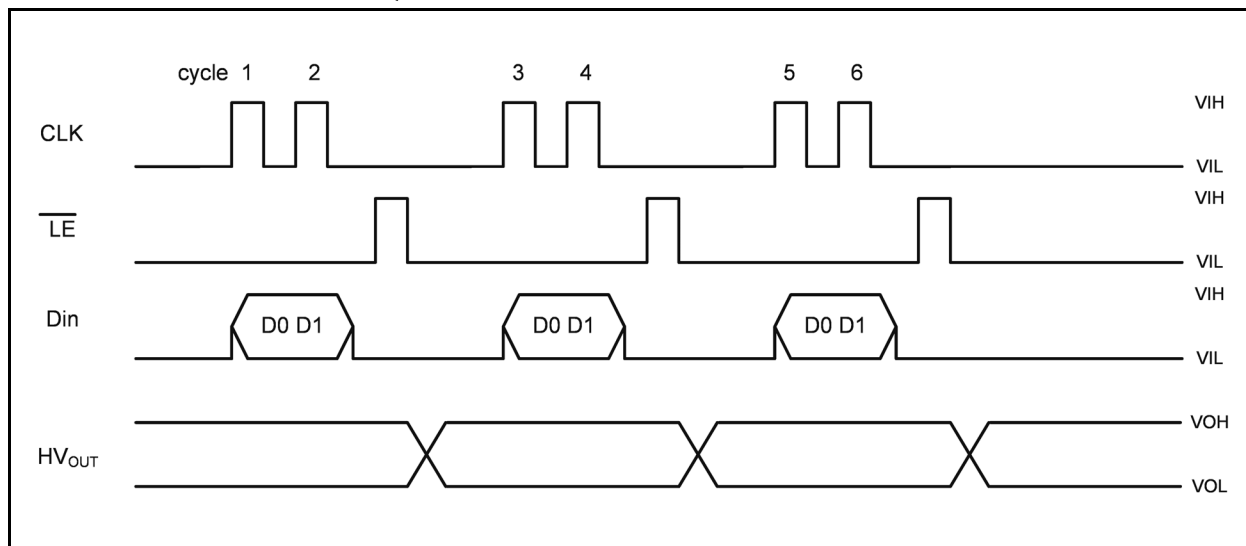 cycle 1 2 3 4 5 6
CLK
VIH
VIL
LE
VIH
VIL
Din
D0 D1 D0 D1 D0 D1
VIH
VIL
HVOUT
VOH
VOL